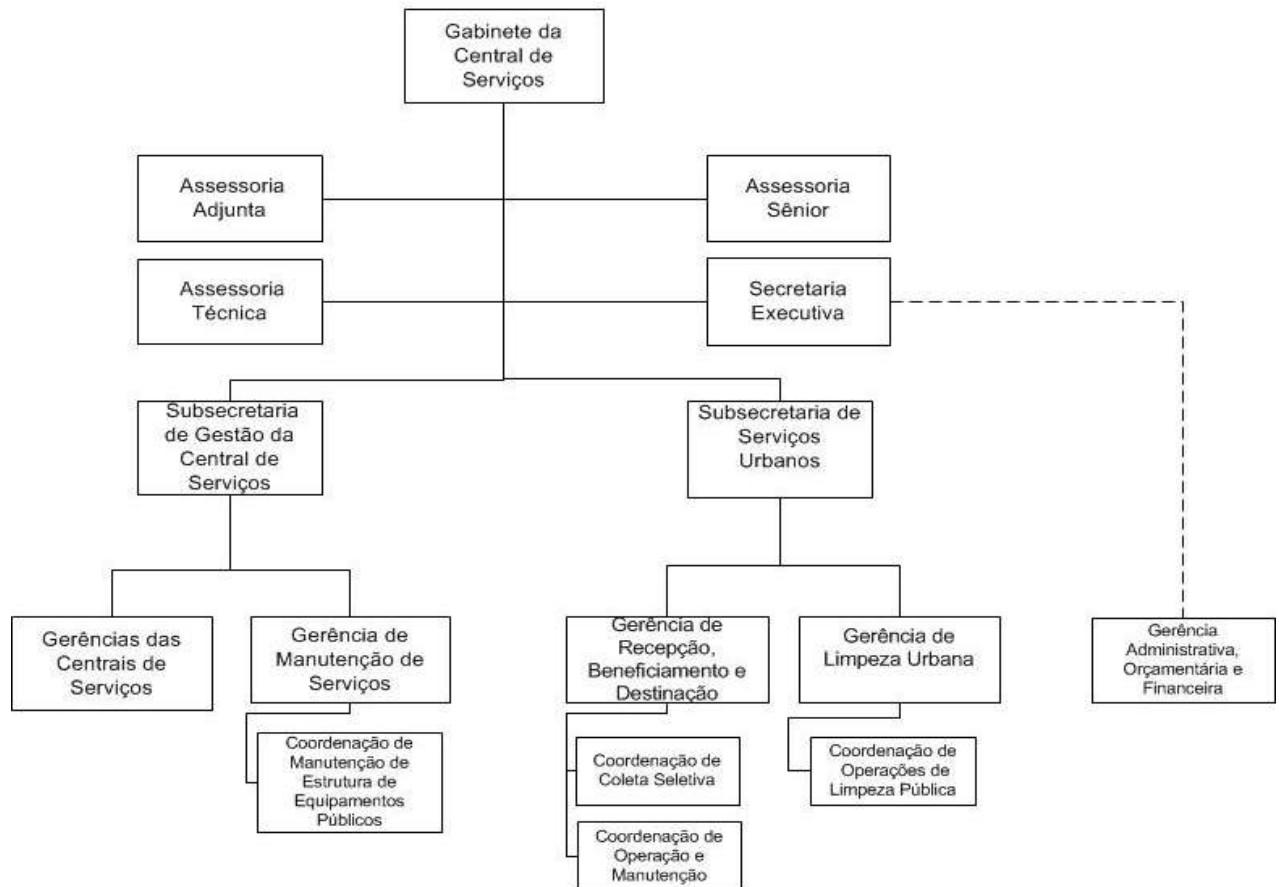 Gabinete da
Central de
Serviços
Assessoria
Adjunta
Assessoria
Sênior
Assessoria
Técnica
Secretaria
Executiva
Subsecretaria
de Gestão da
Central de
Serviços
Subsecretaria de
Serviços
Urbanos
Gerências das
Centrais de
Serviços
Gerência de
Manutenção de
Serviços
Gerência de
Recepção,
Beneficiamento e
Destinação
Gerência de
Limpeza Urbana
Gerência
Administrativa,
Orçamentária e
Financeira
Coordenação de
Manutenção de
Estrutura de
Equipamentos
Públicos
Coordenação de
Coleta Seletiva
Coordenação de
Operações de
Limpeza Pública
Coordenação de
Operação e
Manutenção